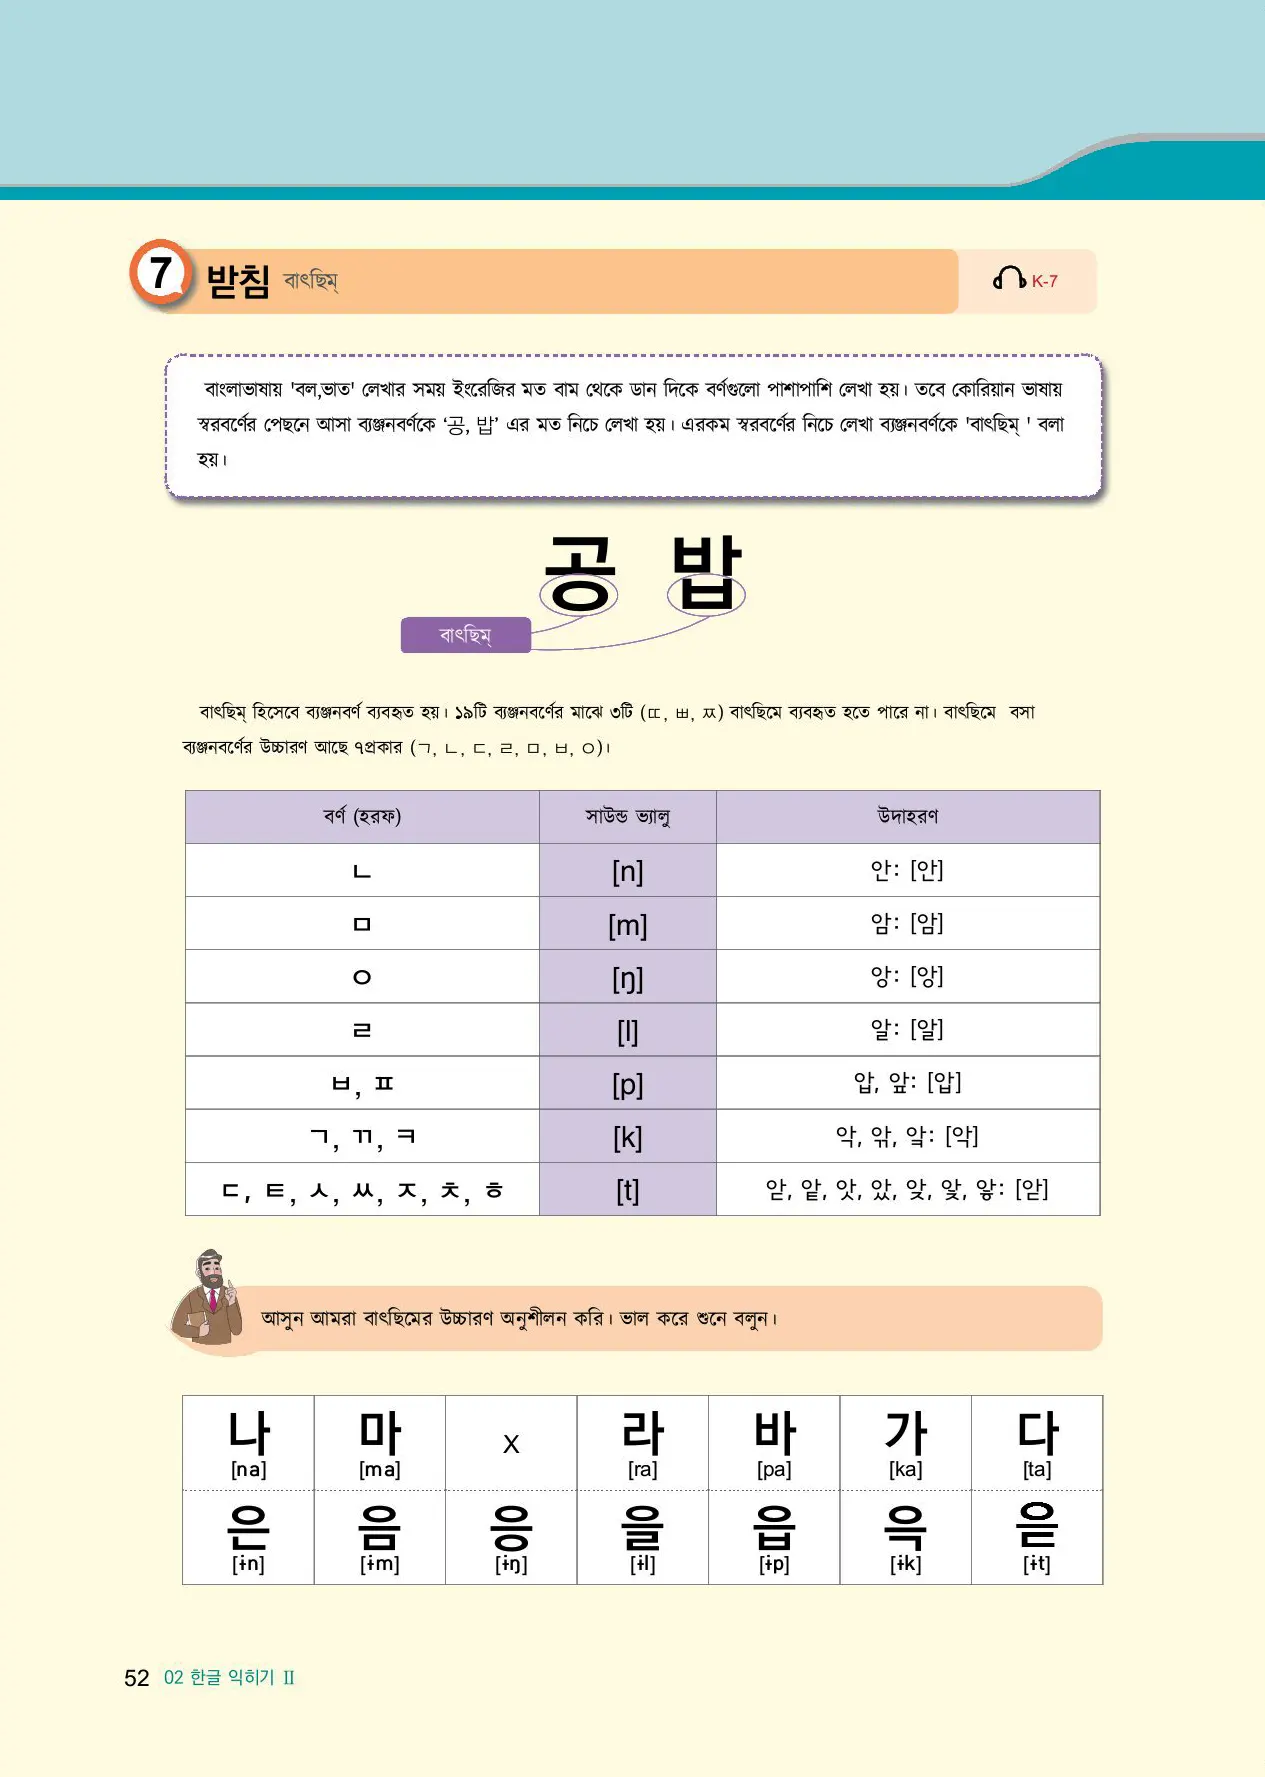 7 받침 বাৎছিম্ K-7
বাংলাভাষায় 'বল,ভাত' লেখার সময় ইংরেজির মত বাম থেকে ডান দিকে বর্ণগুলো পাশাপাশি লেখা হয়। তবে কোরিয়ান ভাষায়
স্বরবর্ণের পেছনে আসা ব্যঞ্জনবর্ণকে ‘공, 밥’ এর মত নিচে লেখা হয়। এরকম স্বরবর্ণের নিচে লেখা ব্যঞ্জনবর্ণকে 'বাৎছিম্ ' বলা
হয়।
공 밥
বাৎছিম্
বাৎছিম্ হিসেবে ব্যঞ্জনবর্ণ ব্যবহৃত হয়। ১৯টি ব্যঞ্জনবর্ণের মাঝে ৩টি (ㄸ, ㅃ, ㅉ) বাৎছিমে ব্যবহৃত হতে পারে না। বাৎছিমে বসা
ব্যঞ্জনবর্ণের উচ্চারণ আছে ৭প্রকার (ㄱ, ㄴ, ㄷ, ㄹ, ㅁ, ㅂ, ㅇ)।
বর্ণ (হরফ) সাউন্ড ভ্যালু উদাহরণ
ㄴ [n] 안: [안]
ㅁ [m] 암: [암]
ㅇ [ŋ] 앙: [앙]
ㄹ [l] 알: [알]
ㅂ, ㅍ [p] 압, 앞: [압]
ㄱ, ㄲ, ㅋ [k] 악, 앆, 앜: [악]
ㄷ, ㅌ, ㅅ, ㅆ, ㅈ, ㅊ, ㅎ [t] 앋, 앝, 앗, 았, 앚, 앛, 앟: [앋]
আসুন আমরা বাৎছিমের উচ্চারণ অনুশীলন করি। ভাল করে শুনে বলুন।
나 마 X 라 바 가 다
[na] [ma] [ra] [pa] [ka] [ta]
은 음 응 을 읍 윽 읃
[ɨn] [ɨm] [ɨŋ] [ɨl] [ɨp] [ɨk] [ɨt]
52 02 한글 익히기 Ⅱ